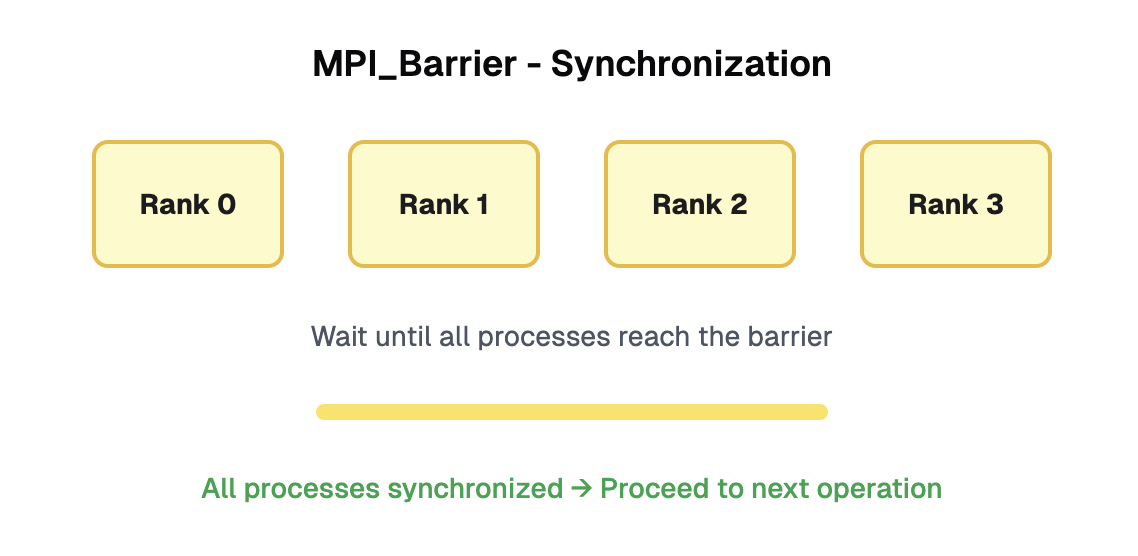 MPI_Barrier - Synchronization
Rank 0
Rank 1
Rank 2
Rank 3
Wait until all processes reach the barrier
All processes synchronized → Proceed to next operation